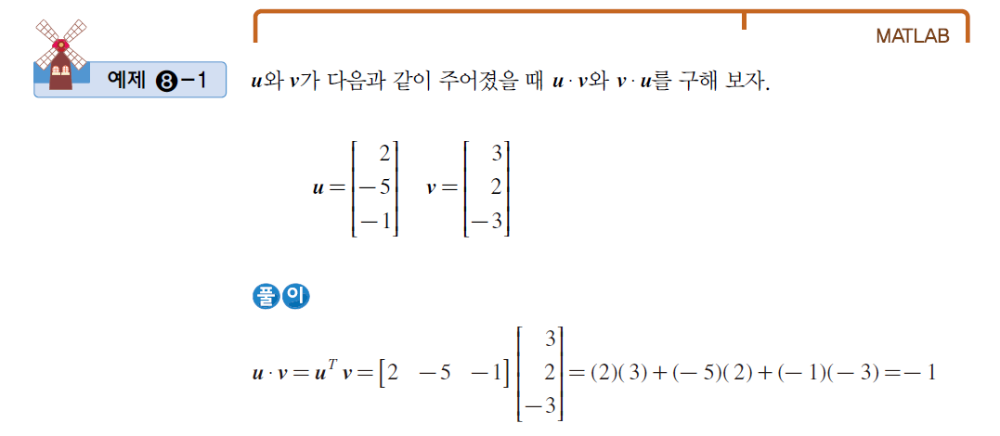 MATLAB
예제 ❽-1 u와 v가 다음과 같이 주어졌을 때 u · v와 v · u를 구해 보자.
u = [2 -5 -1] v = [3 2 -3]
풀이
u · v = u^T v = [2 -5 -1] [3 2 -3] = (2)(3) + (-5)(2) + (-1)(-3) = -1